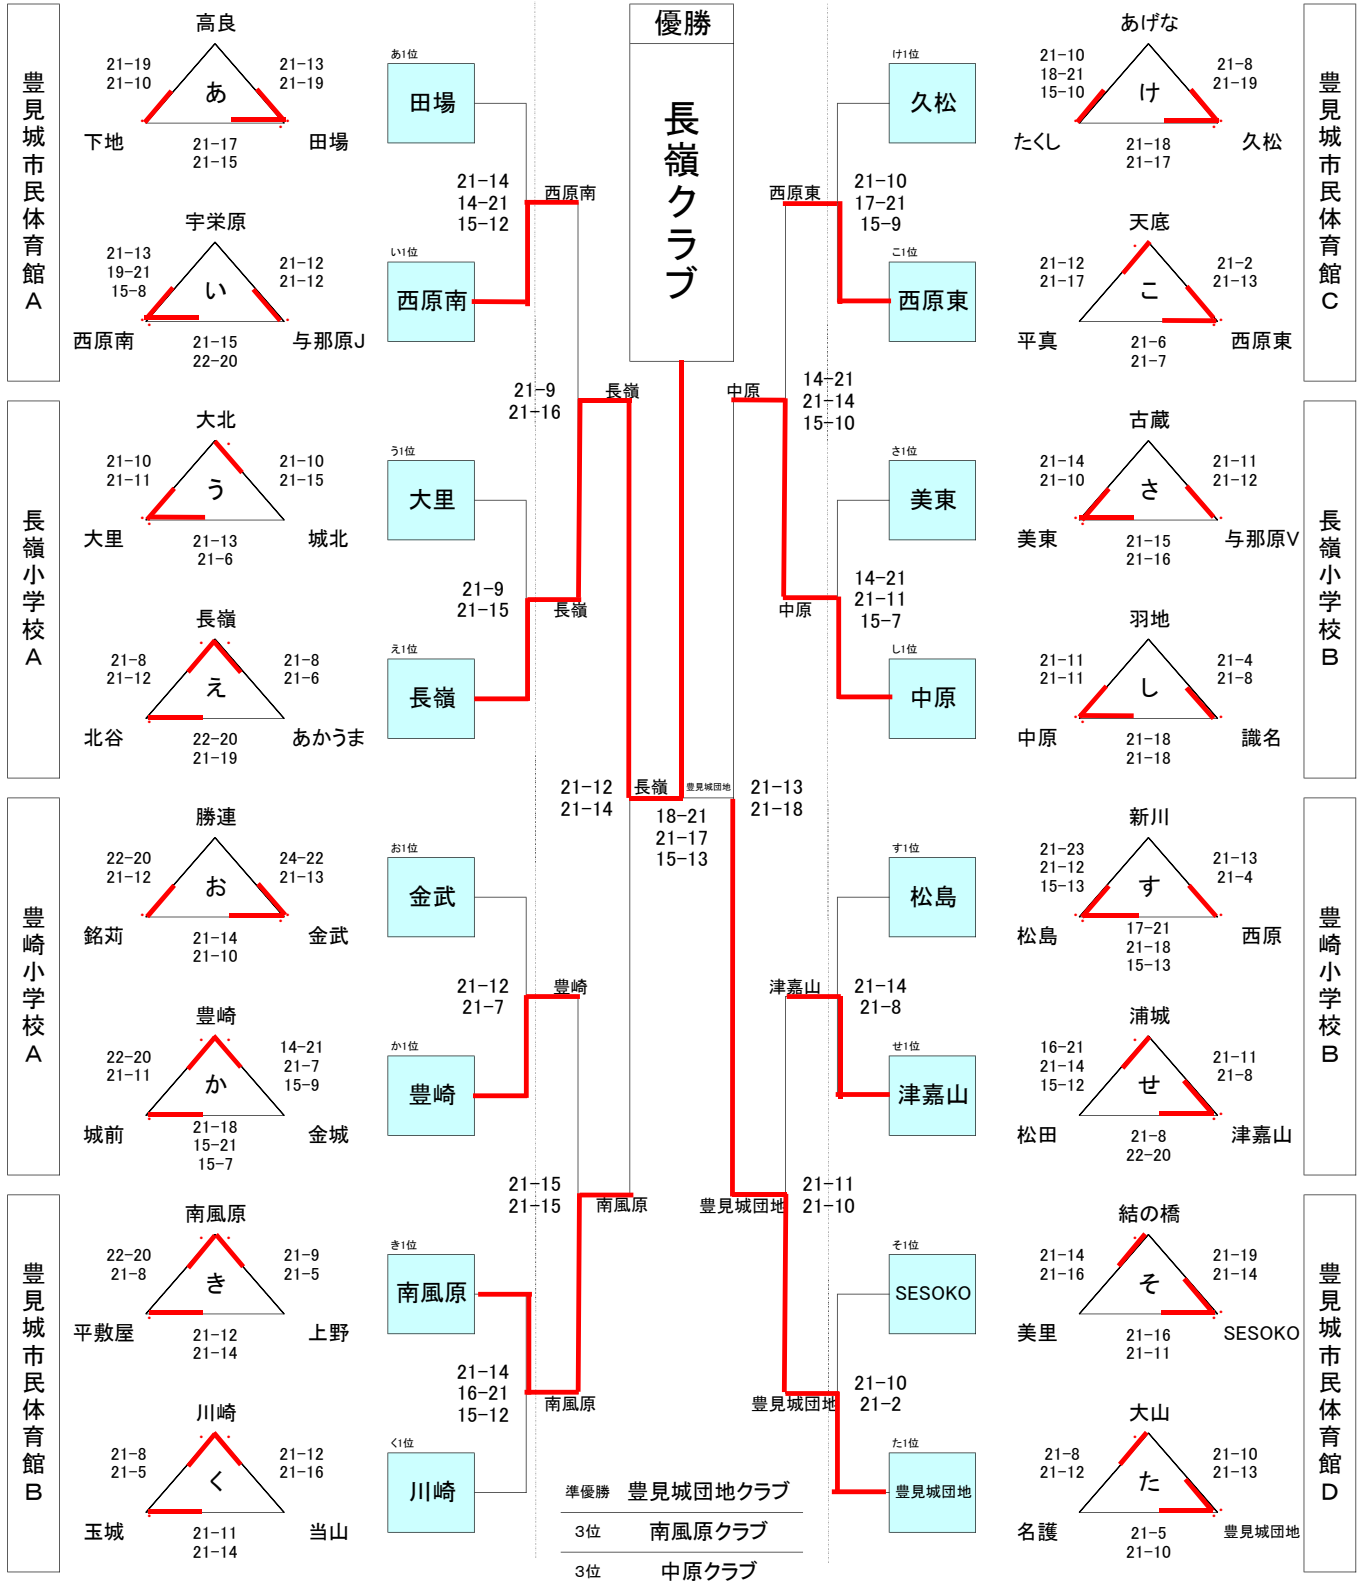 優勝
長嶺クラブ
豊見城市民体育館A
高良
21-19
21-10
21-13
21-19
あ
下地
21-17
21-15
田場
宇栄原
21-13
19-21
15-8
21-12
21-12
い
西原南
21-15
22-20
与那原J
長嶺小学校A
大北
21-10
21-11
21-10
21-15
う
大里
21-13
21-6
城北
長嶺
21-8
21-12
21-8
21-6
え
北谷
22-20
21-19
あかうま
豊崎小学校A
勝連
22-20
21-12
24-22
21-13
お
銘苅
21-14
21-10
金武
豊崎
22-20
21-11
14-21
21-7
15-9
か
城前
21-18
15-21
15-7
金城
豊見城市民体育館B
南風原
22-20
21-8
21-9
21-5
き
平敷屋
21-12
21-14
上野
川崎
21-8
21-5
21-12
21-16
く
玉城
21-11
21-14
当山
あ1位
田場
21-14
14-21
15-12
西原南
い1位
西原南
21-9
21-16
長嶺
う1位
大里
21-9
21-15
長嶺
え1位
長嶺
21-12
21-14
長嶺
豊見城団地
18-21
21-17
15-13
21-13
21-18
お1位
金武
21-12
21-7
豊崎
か1位
豊崎
21-15
21-15
南風原
き1位
南風原
21-14
16-21
15-12
南風原
く1位
川崎
け1位
久松
西原東
21-10
17-21
15-9
こ1位
西原東
中原
14-21
21-14
15-10
さ1位
美東
中原
14-21
21-11
15-7
し1位
中原
す1位
松島
津嘉山
21-14
21-8
せ1位
津嘉山
豊見城団地
21-11
21-10
そ1位
SESOKO
豊見城団地
21-10
21-2
た1位
豊見城団地
豊見城市民体育館C
あげな
21-10
18-21
15-10
21-8
21-19
け
たくし
21-18
21-17
久松
天底
21-12
21-17
21-2
21-13
こ
平真
21-6
21-7
西原東
長嶺小学校B
古蔵
21-14
21-10
21-11
21-12
さ
美東
21-15
21-16
与那原V
羽地
21-11
21-11
21-4
21-8
し
中原
21-18
21-18
識名
豊崎小学校B
新川
21-23
21-12
15-13
21-13
21-4
す
松島
17-21
21-18
15-13
西原
浦城
16-21
21-14
15-12
21-11
21-8
せ
松田
21-8
22-20
津嘉山
豊見城市民体育館D
結の橋
21-14
21-16
21-19
21-14
そ
美里
21-16
21-11
SESOKO
大山
21-8
21-12
21-10
21-13
た
名護
21-5
21-10
豊見城団地
準優勝 豊見城団地クラブ
3位 南風原クラブ
3位 中原クラブ